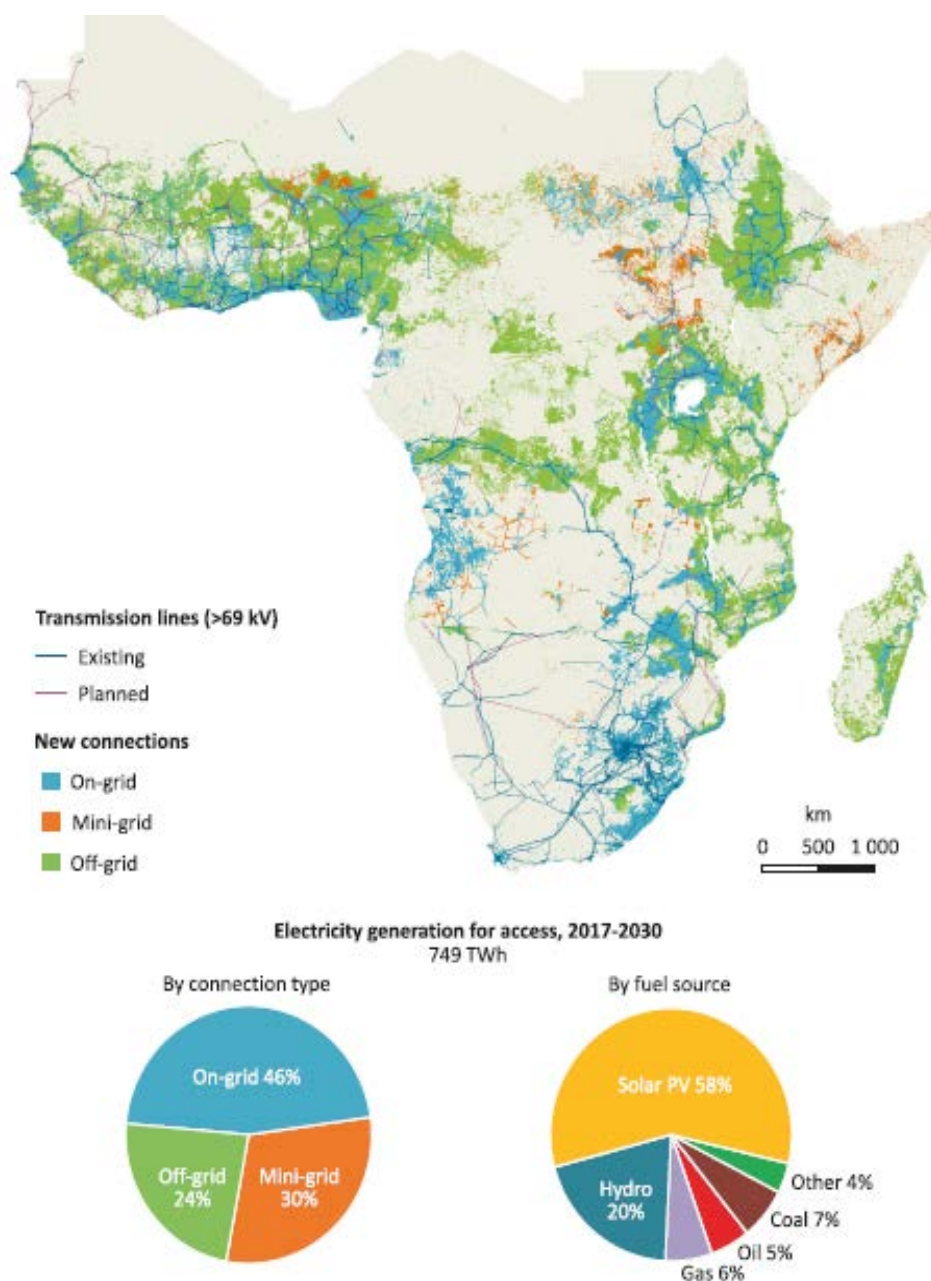 Transmission lines (>69 kV)
Existing
Planned
New connections
On-grid
Mini-grid
Off-grid
km
0 500 1 000
Electricity generation for access, 2017-2030
749 TWh
By connection type
On-grid 46%
Off-grid
24%
Mini-grid
30%
By fuel source
Solar PV 58%
Hydro
20%
Other 4%
Coal 7%
Oil 5%
Gas 6%